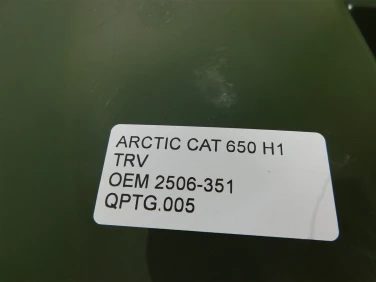 ARCTIC CAT 650 H1
TRV
OEM 2506-351
QPTG.005